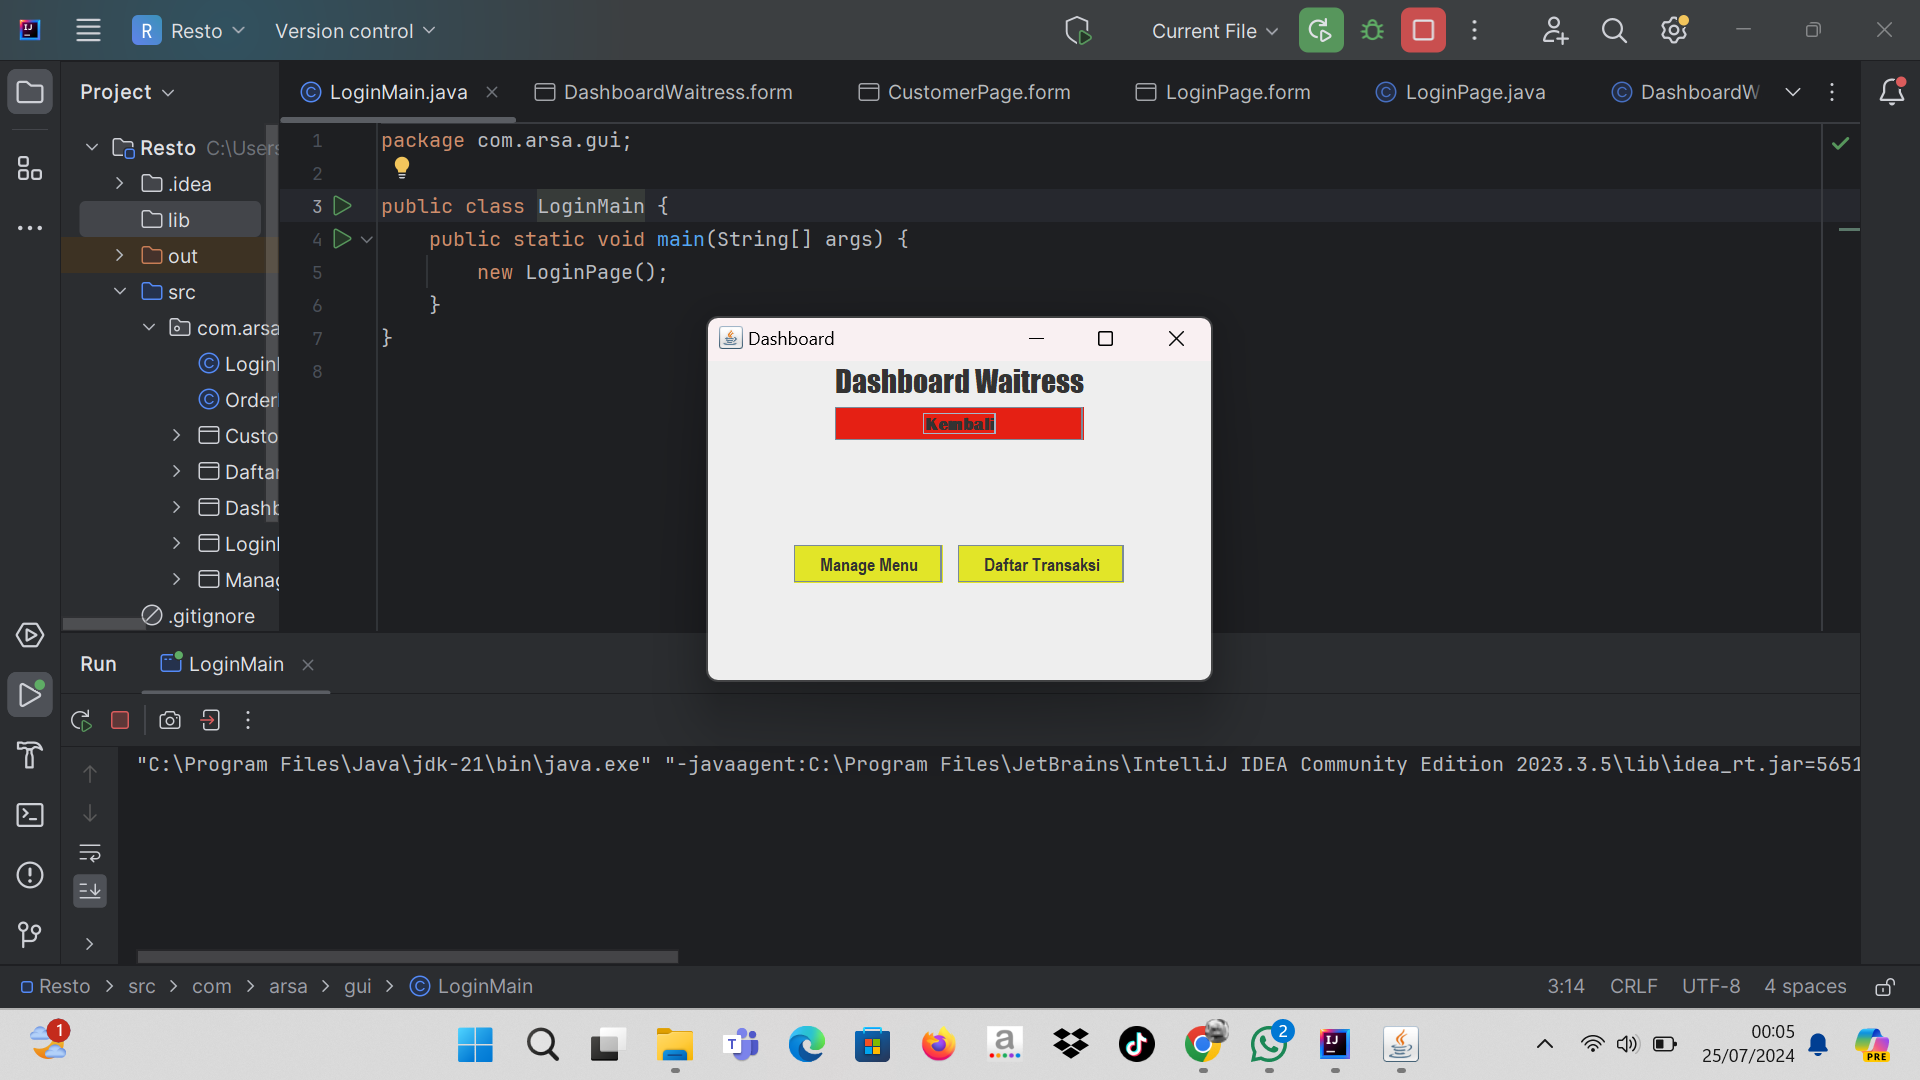 R Resto Version control Current File
Project
LoginMain.java DashboardWaitress.form CustomerPage.form LoginPage.form LoginPage.java DashboardW
Resto C:\Users
.idea
lib
out
src
com.arsa
Login
Order
Custo
Daftar
Dashb
Login
Manag
.gitignore
1 package com.arsa.gui;
2
3 public class LoginMain {
4 public static void main(String[] args) {
5 new LoginPage();
6 }
7 }
8
Dashboard
Dashboard Waitress
Kembali
Manage Menu Daftar Transaksi
Run LoginMain
"C:\Program Files\Java\jdk-21\bin\java.exe" "-javaagent:C:\Program Files\JetBrains\IntelliJ IDEA Community Edition 2023.3.5\lib\idea_rt.jar=5651
Resto > src > com > arsa > gui > LoginMain
3:14 CRLF UTF-8 4 spaces
1
2
00:05
25/07/2024
PRE